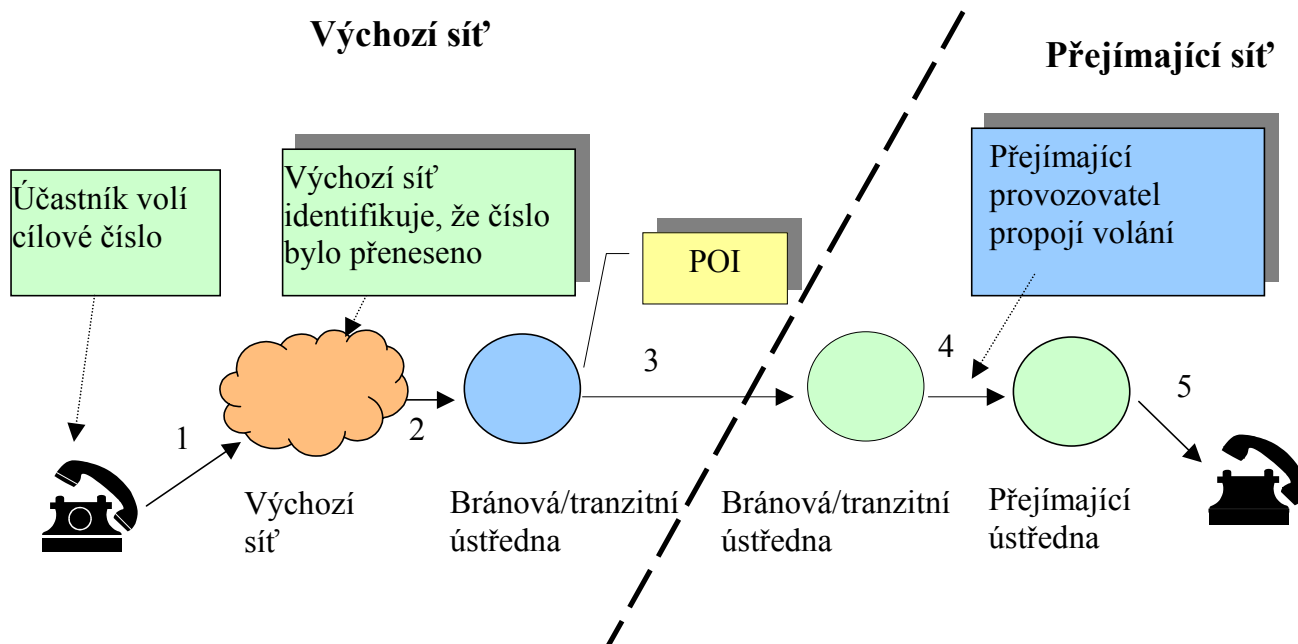 Výchozí síť
Přejímající síť
Účastník volí
cílové číslo
Výchozí síť
identifikuje, že číslo
bylo přeneseno
POI
Přejímající
provozovatel
propojí volání
1
2
3
4
5
Výchozí
síť
Bránová/tranzitní
ústředna
Bránová/tranzitní
ústředna
Přejímající
ústředna